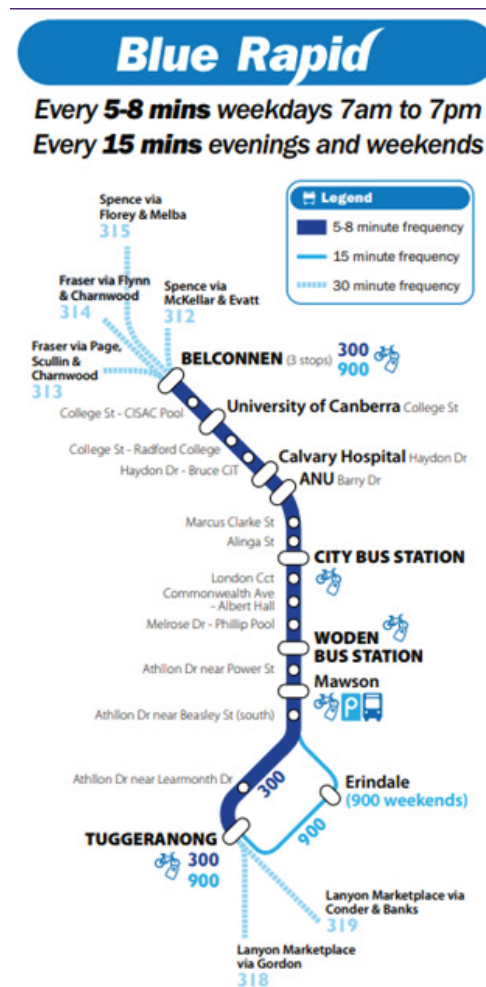 Blue Rapid
Every 5-8 mins weekdays 7am to 7pm
Every 15 mins evenings and weekends
Legend
5-8 minute frequency
15 minute frequency
30 minute frequency
Spence via
Florey & Melba
315
Fraser via Flynn
& Charnwood
314
Spence via
McKellar & Evatt
312
Fraser via Page,
Scullin &
Charnwood
313
BELCONNEN (3 stops) 300
900
College St - CISAC Pool
University of Canberra College St
College St - Radford College
Calvary Hospital Haydon Dr
Haydon Dr - Bruce CiT
ANU Barry Dr
Marcus Clarke St
Alinga St
CITY BUS STATION
London Cct
Commonwealth Ave
- Albert Hall
Melrose Dr - Phillip Pool
WODEN
BUS STATION
Athllon Dr near Power St
Mawson
P
Athllon Dr near Beasley St (south)
Athllon Dr near Learmonth Dr
300
Erindale
(900 weekends)
900
TUGGERANONG
300
900
Lanyon Marketplace via
Conder & Banks
319
Lanyon Marketplace
via Gordon
318